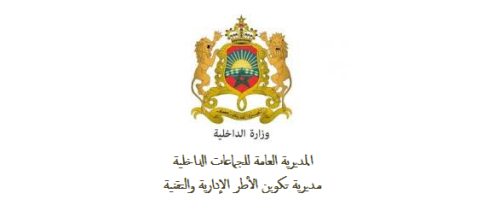 وزارة الداخلية
المديرية العامة للجماعات الداخلية
مديرية تكوين الأطر الإدارية والتقنية